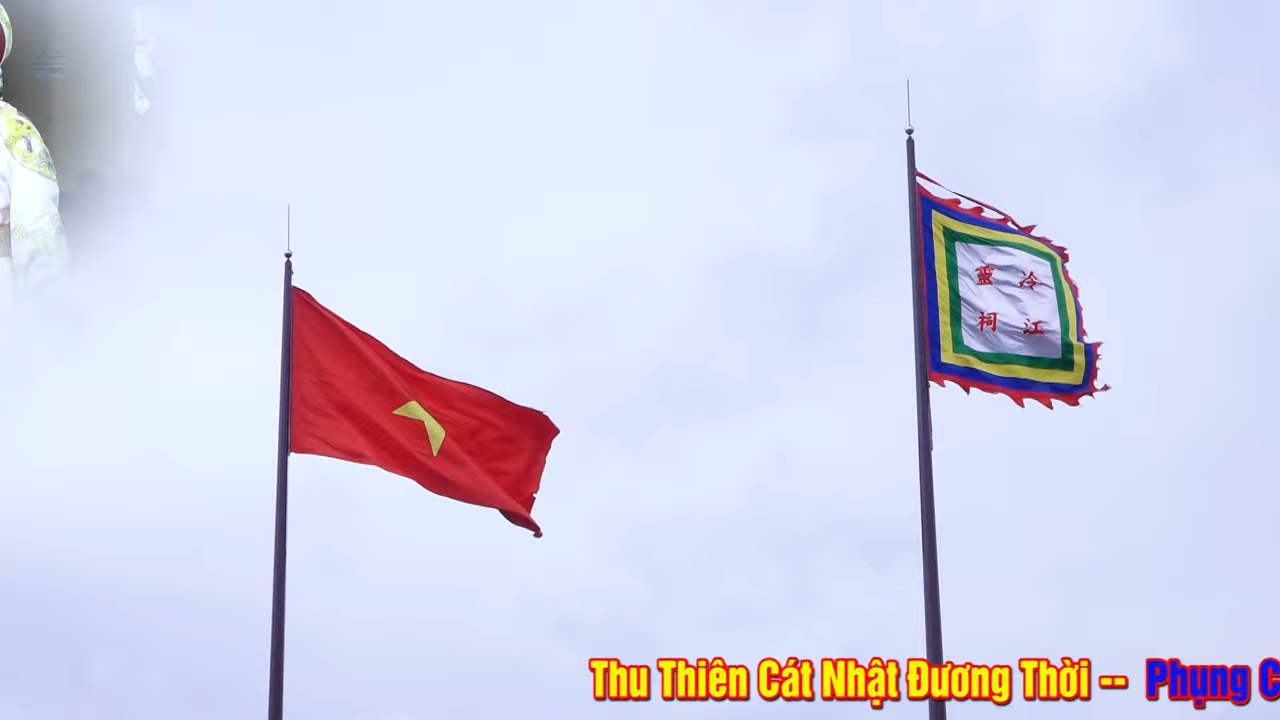 靈 冷
祠 江
Thu Thiên Cát Nhật Đương Thời -- Phụng C